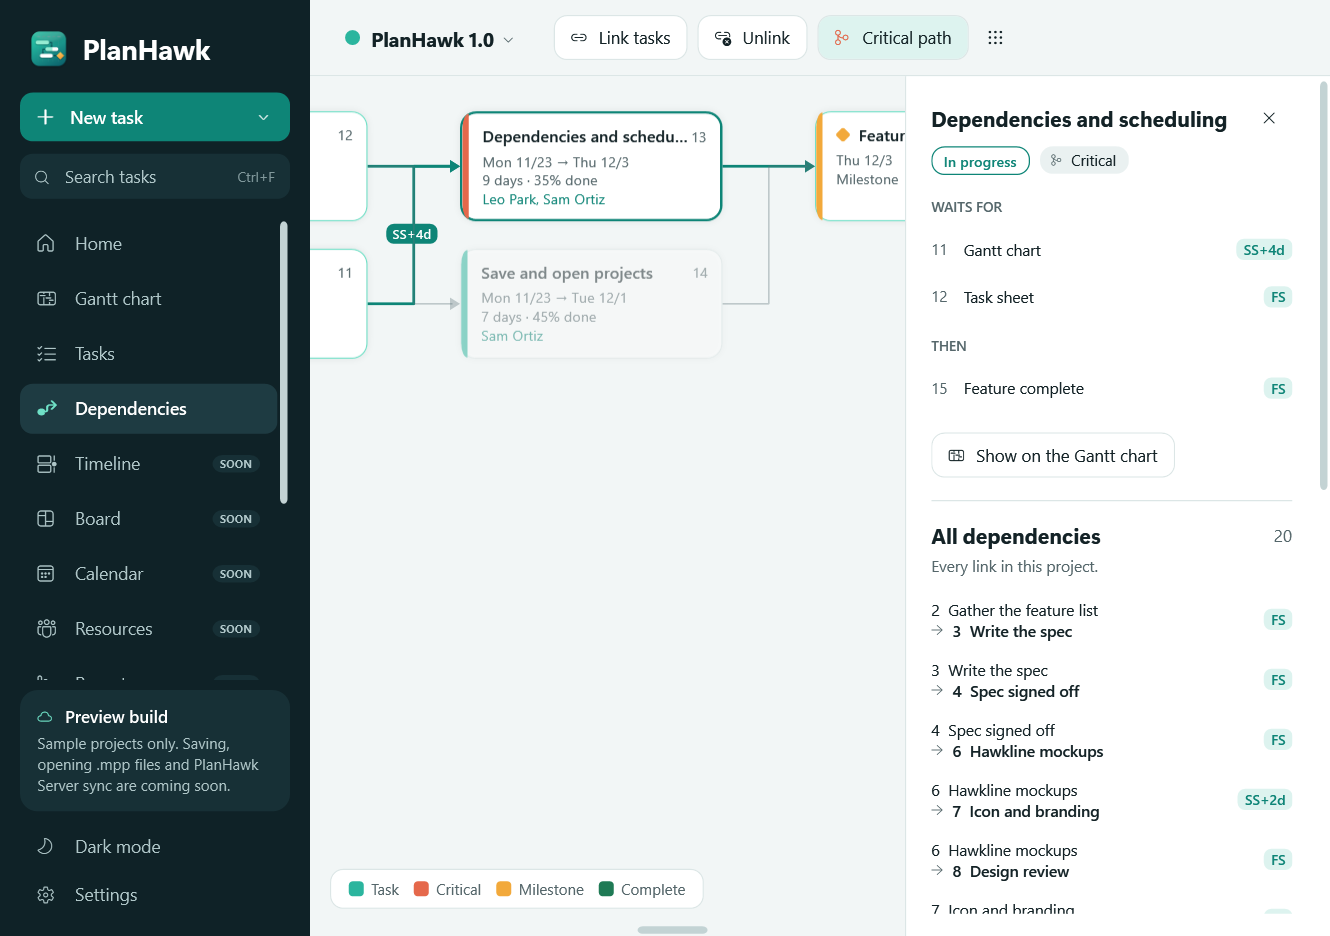 PlanHawk
New task
Search tasks Ctrl+F
Home
Gantt chart
Tasks
Dependencies
Timeline SOON
Board SOON
Calendar SOON
Resources SOON
Preview build
Sample projects only. Saving,
opening .mpp files and PlanHawk
Server sync are coming soon.
Dark mode
Settings
PlanHawk 1.0
Link tasks
Unlink
Critical path
12
Dependencies and schedu... 13
Mon 11/23 → Thu 12/3
9 days · 35% done
Leo Park, Sam Ortiz
Thu 12/3
Milestone
SS+4d
11
Save and open projects 14
Mon 11/23 → Tue 12/1
7 days · 45% done
Sam Ortiz
Task Critical Milestone Complete
Dependencies and scheduling
In progress Critical
WAITS FOR
11 Gantt chart SS+4d
12 Task sheet FS
THEN
15 Feature complete FS
Show on the Gantt chart
All dependencies 20
Every link in this project.
2 Gather the feature list
→ 3 Write the spec FS
3 Write the spec
→ 4 Spec signed off FS
4 Spec signed off
→ 6 Hawkline mockups FS
6 Hawkline mockups
→ 7 Icon and branding SS+2d
6 Hawkline mockups
→ 8 Design review FS
7 Icon and branding